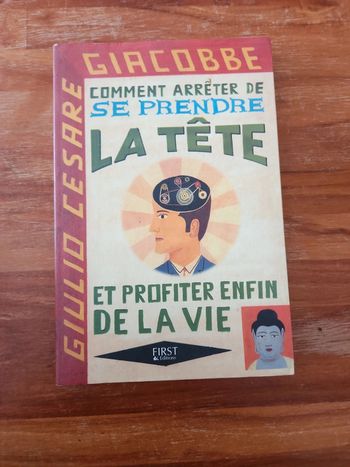 GIULIO CESARE
GIACOBBE
COMMENT ARRÊTER DE
SE PRENDRE
LA TÊTE
ET PROFITER ENFIN
DE LA VIE
FIRST
& Editions